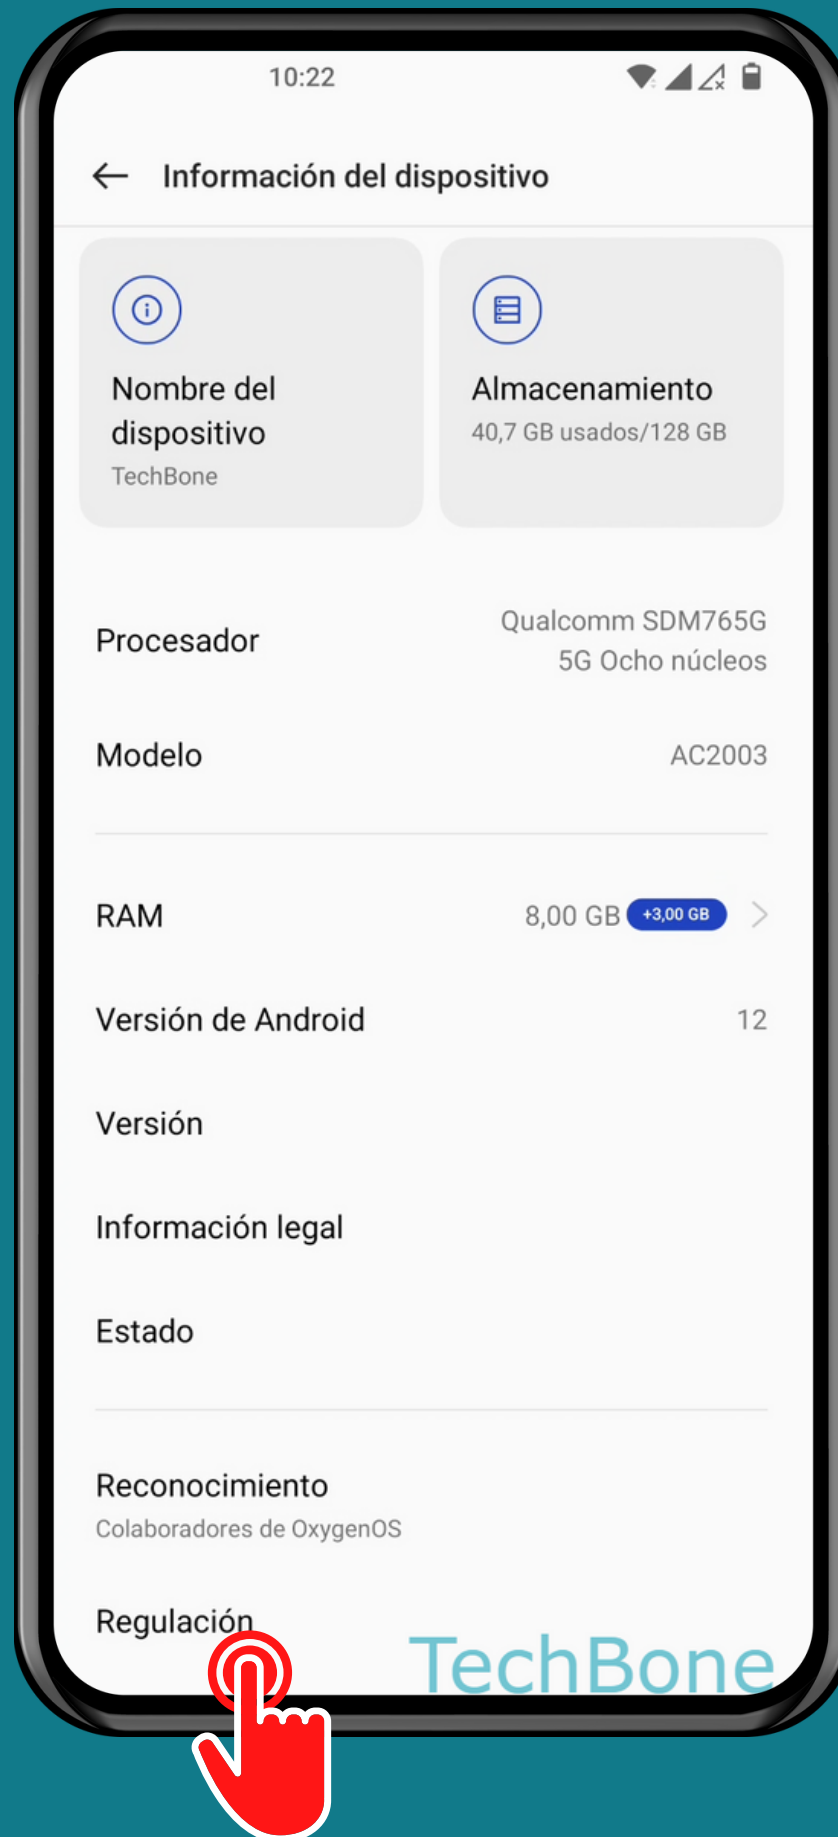 10:22
Información del dispositivo
Nombre del
dispositivo
TechBone
Almacenamiento
40,7 GB usados/128 GB
Procesador
Qualcomm SDM765G
5G Ocho núcleos
Modelo
AC2003
RAM
8,00 GB +3,00 GB
Versión de Android
12
Versión
Información legal
Estado
Reconocimiento
Colaboradores de OxygenOS
Regulación
TechBone